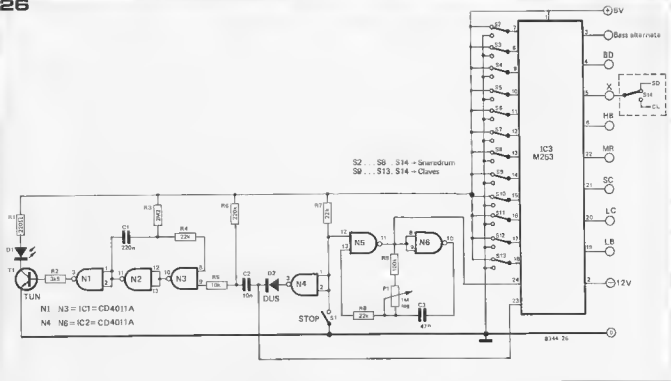 26
5V
Bass alternate
BD
X
SD
S14
CL
HB
MR
SC
LC
LB
12V
0
IC3
M253
S2
S3
S4
S5
S6
S7
S8
S9
S10
S11
S12
S13
S2 . . . S8 . S14 → Snaredrum
S9 . . . S13. S14 → Claves
R1
220Ω
D1
T1
TUN
R2
3k9
N1
C1
220n
N2
R3
2M2
R4
22k
N3
R5
10k
R6
220k
C2
10n
D2
DUS
N4
R7
22k
STOP
S1
N5
N6
R8
22k
R9
100k
P1
1M
C3
47n
N1 N3 = IC1= CD4011A
N4 N6 = IC2= CD4011A
8344 26